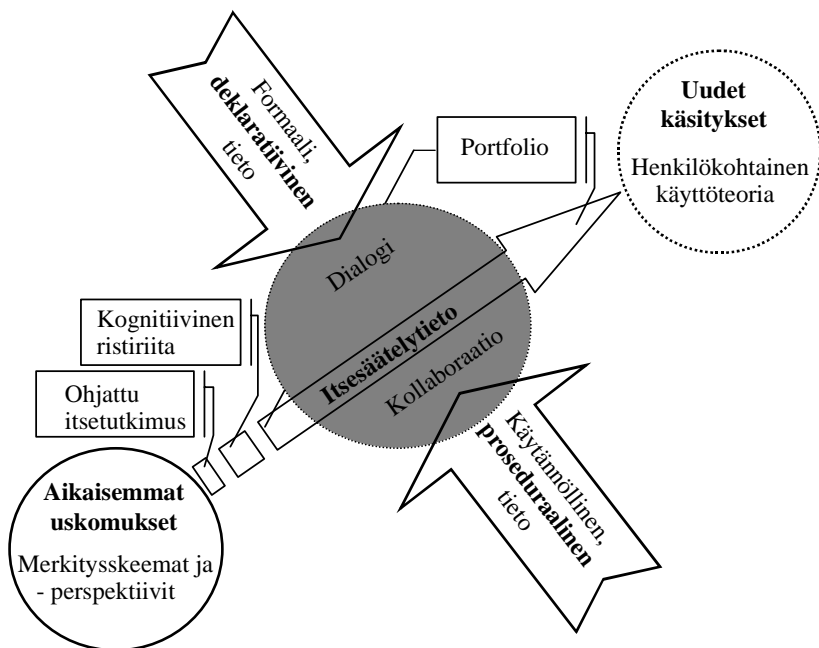 Formaali,
deklaratiivinen
tieto
Portfolio
Uudet
käsitykset
Henkilökohtainen
käyttöteoria
Dialogi
Itsesäätelytieto
Kollaboraatio
Kognitiivinen
ristiriita
Ohjattu
itsetutkimus
Aikaisemmat
uskomukset
Merkitysskeemat ja
- perspektiivit
Käytännöllinen,
proseduraalinen
tieto